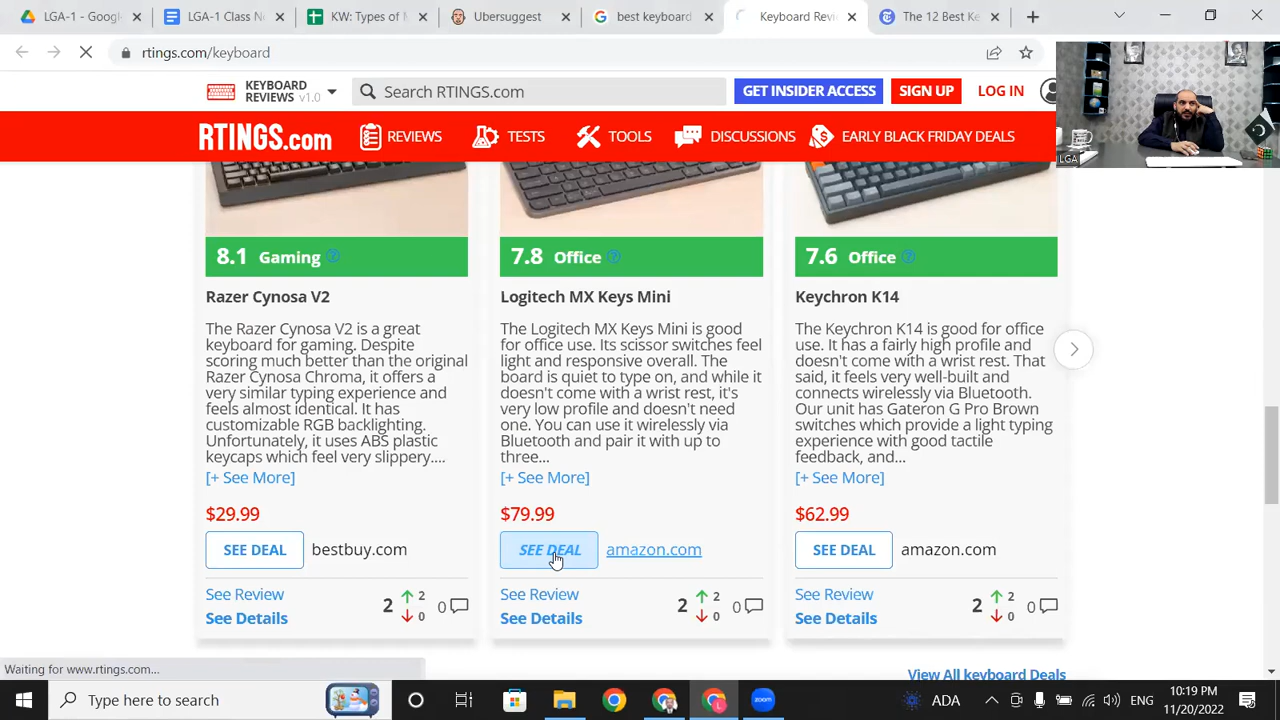 LGA-1 - Googl
LGA-1 Class N
KW: Types of M
Ubersuggest
best keyboard
Keyboard Revi
The 12 Best Ke
rtings.com/keyboard
KEYBOARD
REVIEWS v1.0
Search RTINGS.com
GET INSIDER ACCESS
SIGN UP
LOG IN
RTINGS.com
REVIEWS
TESTS
TOOLS
DISCUSSIONS
EARLY BLACK FRIDAY DEALS
LGA
8.1 Gaming ?
Razer Cynosa V2
The Razer Cynosa V2 is a great
keyboard for gaming. Despite
scoring much better than the original
Razer Cynosa Chroma, it offers a
very similar typing experience and
feels almost identical. It has
customizable RGB backlighting.
Unfortunately, it uses ABS plastic
keycaps which feel very slippery....
[+ See More]
$29.99
SEE DEAL bestbuy.com
See Review
See Details
2 2 0 0
7.8 Office ?
Logitech MX Keys Mini
The Logitech MX Keys Mini is good
for office use. Its scissor switches feel
light and responsive overall. The
board is quiet to type on, and while it
doesn't come with a wrist rest, it's
very low profile and doesn't need
one. You can use it wirelessly via
Bluetooth and pair it with up to
three...
[+ See More]
$79.99
SEE DEAL amazon.com
See Review
See Details
2 2 0 0
7.6 Office ?
Keychron K14
The Keychron K14 is good for office
use. It has a fairly high profile and
doesn't come with a wrist rest. That
said, it feels very well-built and
connects wirelessly via Bluetooth.
Our unit has Gateron G Pro Brown
switches which provide a light typing
experience with good tactile
feedback, and...
[+ See More]
$62.99
SEE DEAL amazon.com
See Review
See Details
2 2 0 0
View All keyboard Deals
Waiting for www.rtings.com...
Type here to search
zoom
ADA
ENG
10:19 PM
11/20/2022